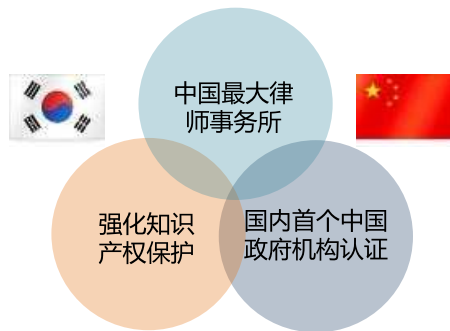 中国最大律
师事务所
强化知识
产权保护
国内首个中国
政府机构认证